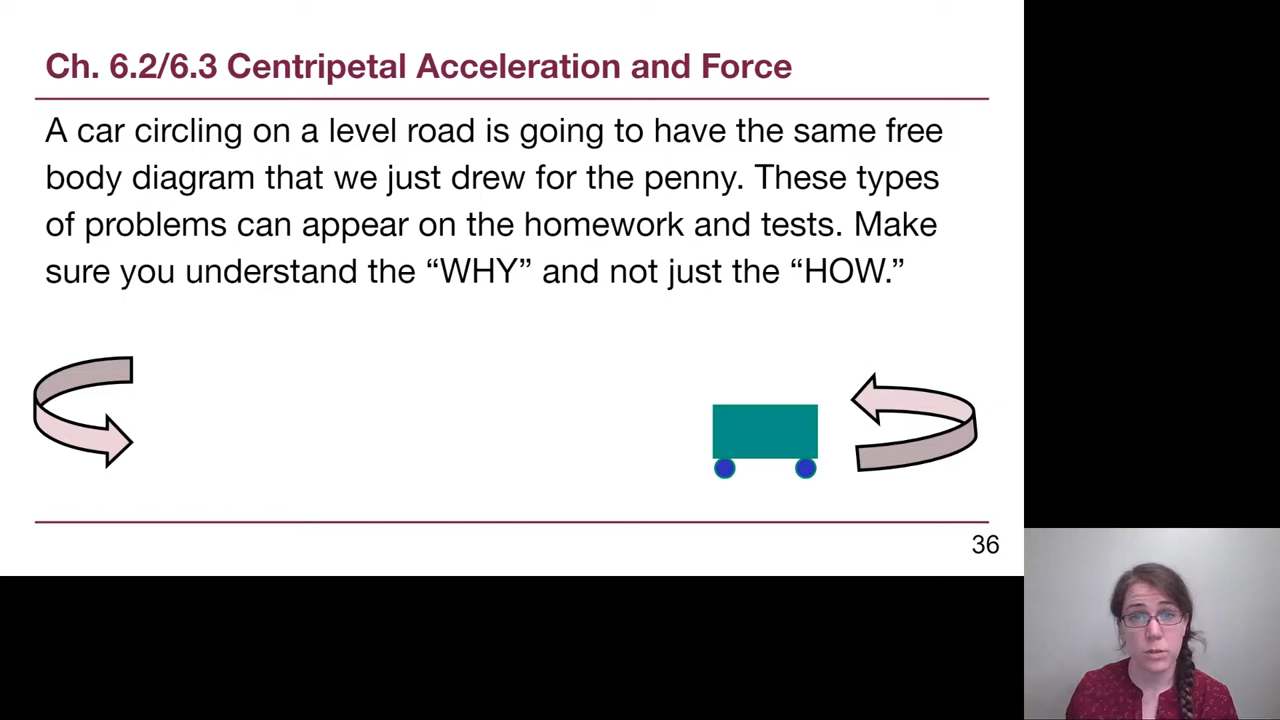 Ch. 6.2/6.3 Centripetal Acceleration and Force
A car circling on a level road is going to have the same free
body diagram that we just drew for the penny. These types
of problems can appear on the homework and tests. Make
sure you understand the “WHY” and not just the “HOW.”
36